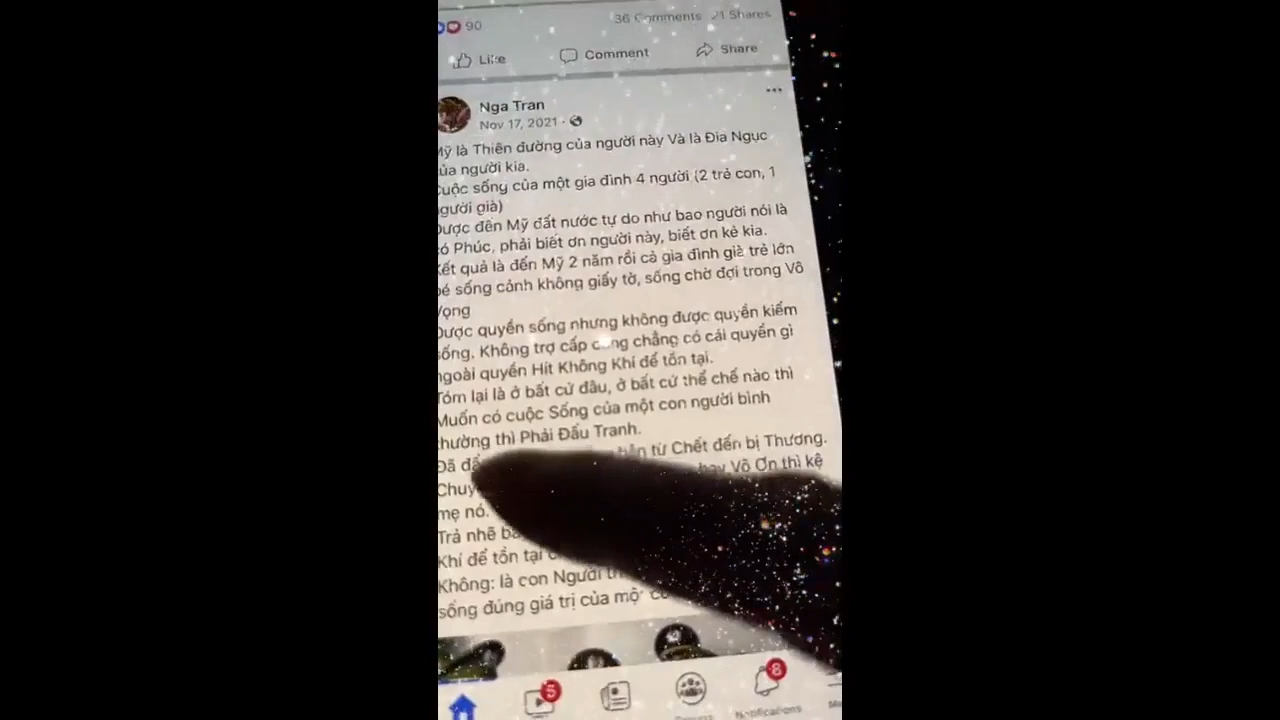 90 36 Comments 21 Shares
Like Comment Share
Nga Tran
Nov 17, 2021
Mỹ là Thiên đường của người này Và là Địa Ngục
của người kia.
Cuộc sống của một gia đình 4 người (2 trẻ con, 1
người già)
Được đến Mỹ đất nước tự do như bao người nói là
có Phúc, phải biết ơn người này, biết ơn kẻ kia.
Kết quả là đến Mỹ 2 năm rồi cả gia đình già trẻ lớn
bé sống cảnh không giấy tờ, sống chờ đợi trong Vô
Vọng
Được quyền sống nhưng không được quyền kiếm
sống, Không trợ cấp cũng chẳng có cái quyền gì
ngoài quyền Hít Không Khí để tồn tại.
Tóm lại là ở bất cứ đâu, ở bất cứ thể chế nào thì
Muốn có cuộc Sống của một con người bình
thường thì Phải Đấu Tranh.
Đã từ Chết đến bị Thương.
hay Vô Ơn thì kệ
mẹ nó.
Trả nhẽ
Khí để tồn tại
Không: là con Người
sống đúng giá trị của một
5 8
Notifications